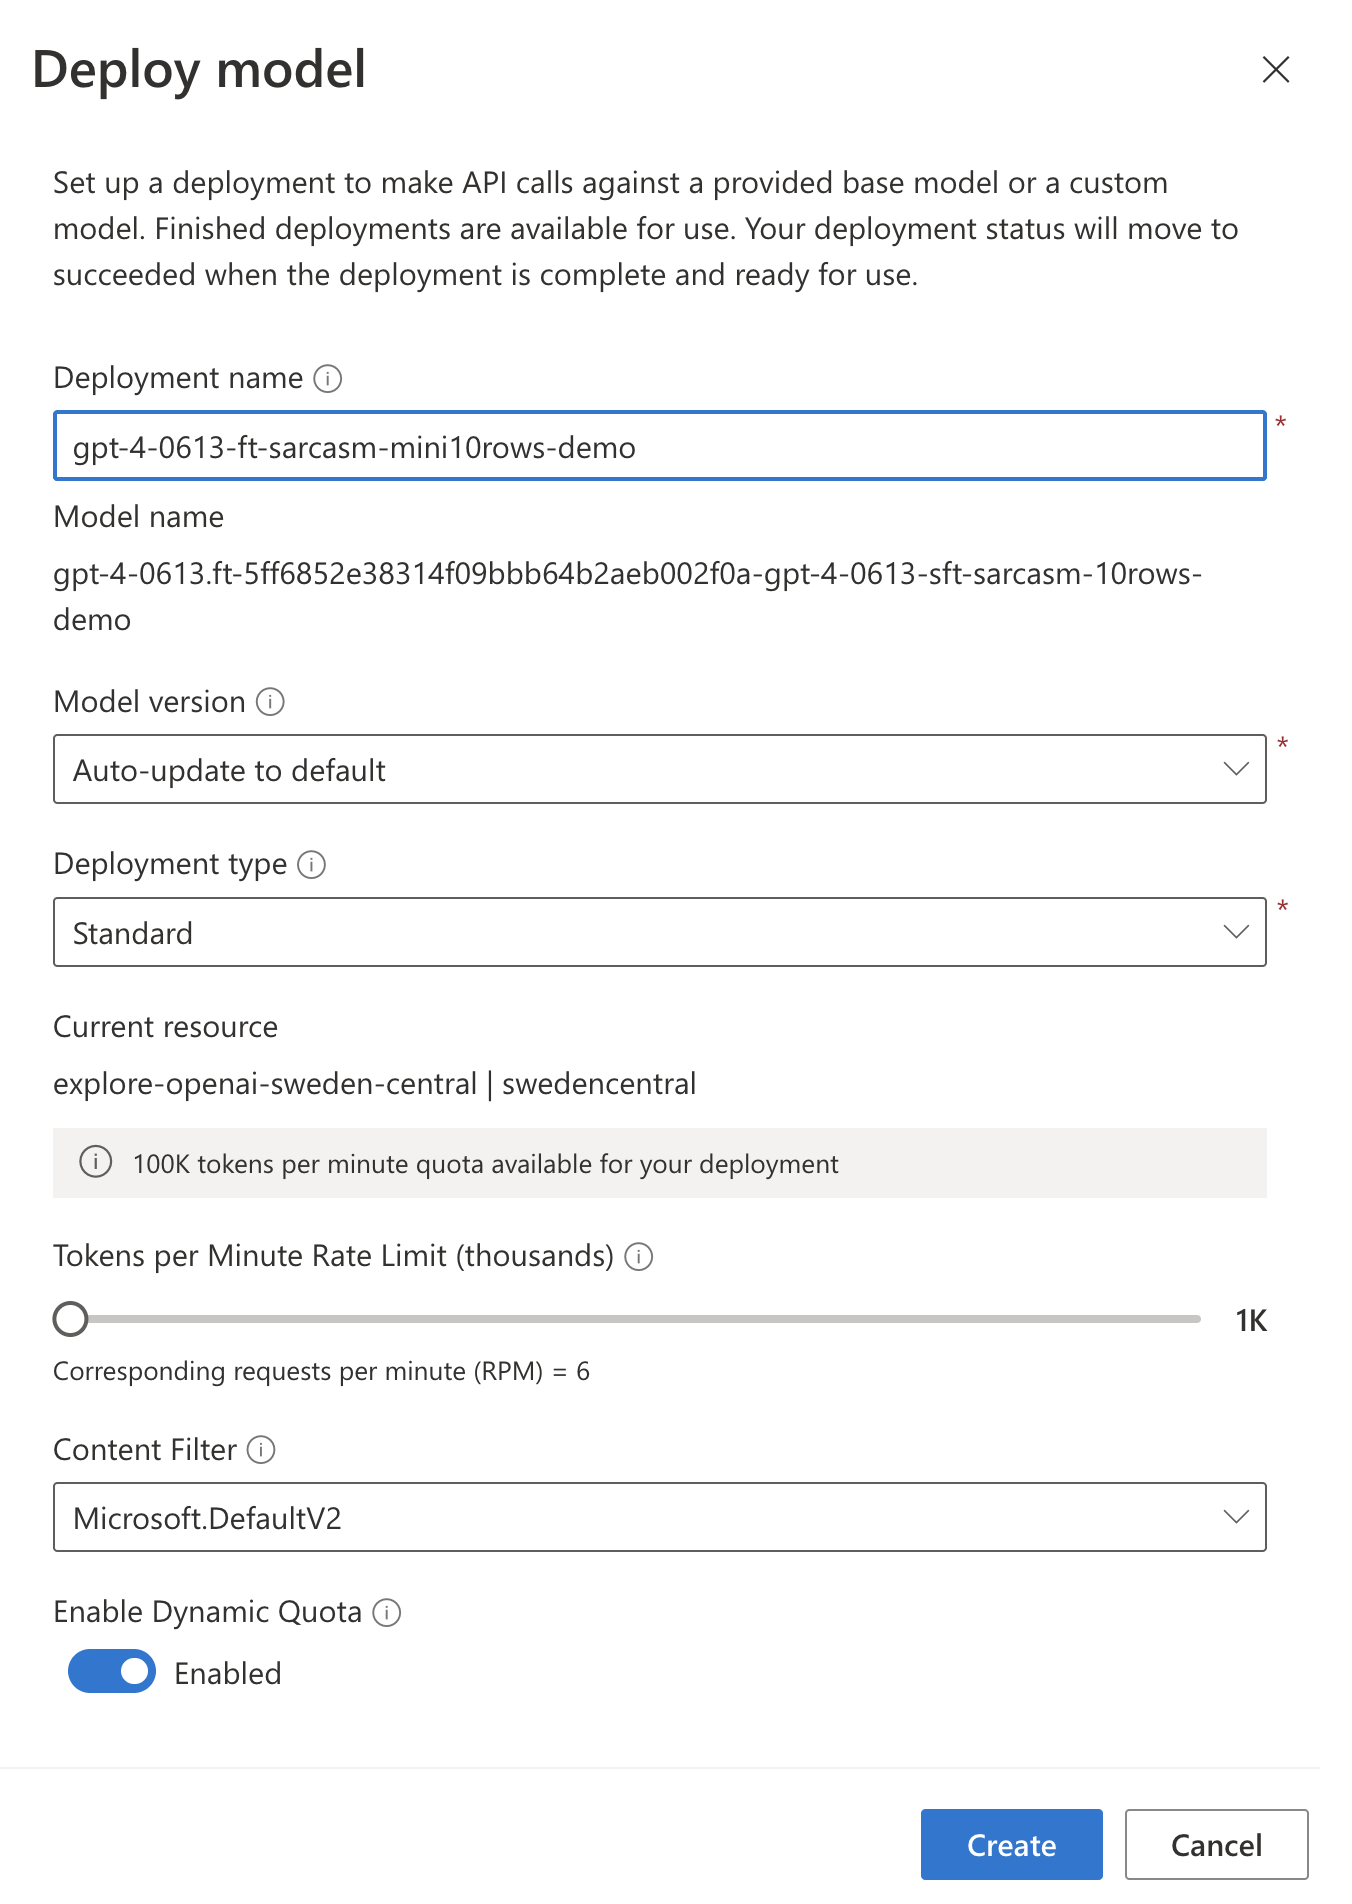 Deploy model
Set up a deployment to make API calls against a provided base model or a custom
model. Finished deployments are available for use. Your deployment status will move to
succeeded when the deployment is complete and ready for use.
Deployment name
gpt-4-0613-ft-sarcasm-mini10rows-demo *
Model name
gpt-4-0613.ft-5ff6852e38314f09bbb64b2aeb002f0a-gpt-4-0613-sft-sarcasm-10rows-
demo
Model version
Auto-update to default *
Deployment type
Standard *
Current resource
explore-openai-sweden-central | swedencentral
100K tokens per minute quota available for your deployment
Tokens per Minute Rate Limit (thousands)
1K
Corresponding requests per minute (RPM) = 6
Content Filter
Microsoft.DefaultV2
Enable Dynamic Quota
Enabled
Create Cancel